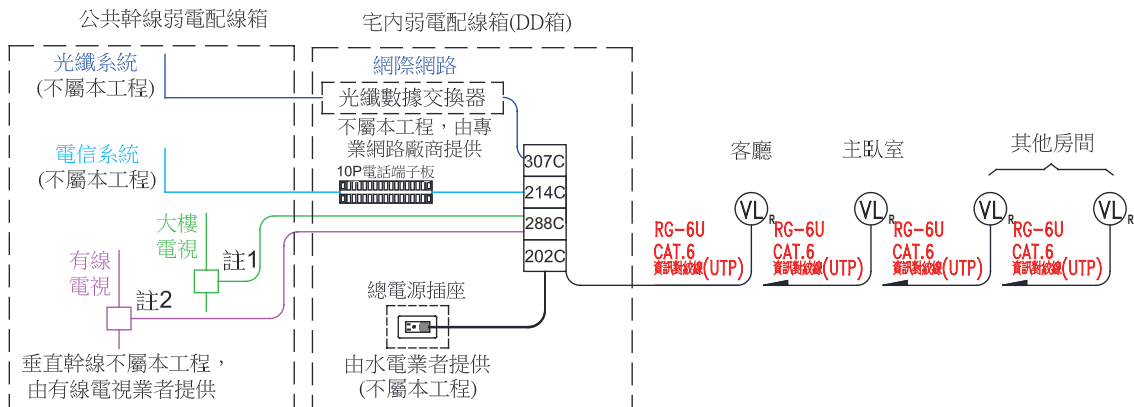 公共幹線弱電配線箱
光纖系統
(不屬本工程)
電信系統
(不屬本工程)
大樓
電視
註1
有線
電視
註2
垂直幹線不屬本工程，
由有線電視業者提供
宅內弱電配線箱(DD箱)
網際網路
光纖數據交換器
不屬本工程，由專
業網路廠商提供
10P電話端子板
307C
214C
288C
202C
總電源插座
由水電業者提供
(不屬本工程)
客廳
主臥室
其他房間
VL R
VL R
VL R
VL R
RG-6U
CAT.6
資訊對絞線(UTP)
RG-6U
CAT.6
資訊對絞線(UTP)
RG-6U
CAT.6
資訊對絞線(UTP)
RG-6U
CAT.6
資訊對絞線(UTP)